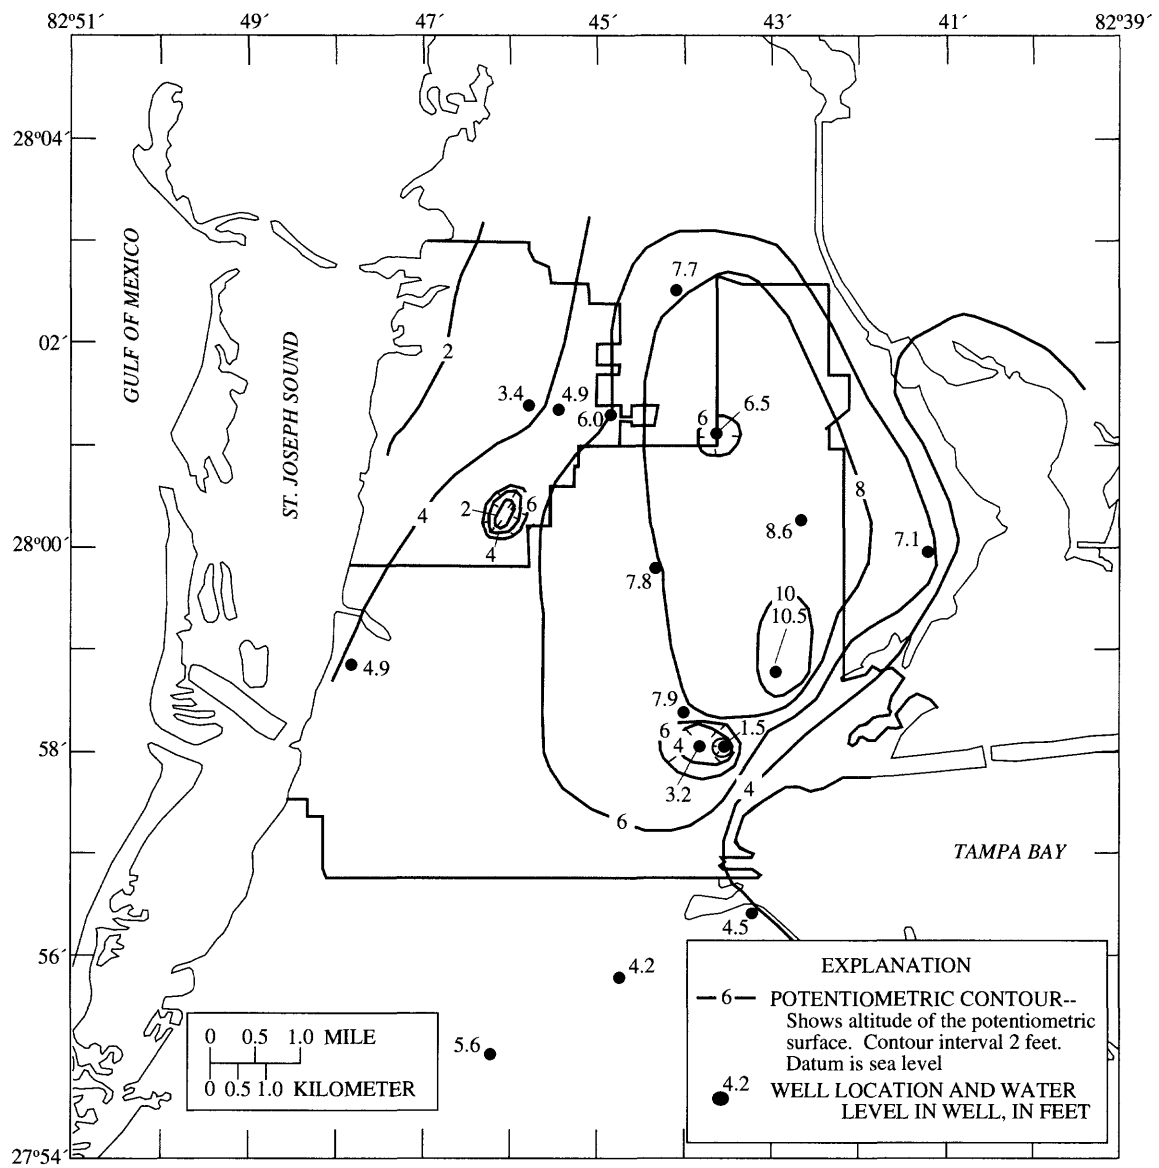 82°51′ 49′ 47′ 45′ 43′ 41′ 82°39′
28°04′
GULF OF MEXICO
ST. JOSEPH SOUND
7.7
02′
2
3.4 4.9
6.0
6 6.5
2 6
4
4
8
8.6
7.1
28°00′
7.8
10
10.5
4.9
7.9
6 1.5
4
58′
3.2
4
6
TAMPA BAY
4.5
56′
4.2
5.6
0 0.5 1.0 MILE
0 0.5 1.0 KILOMETER
EXPLANATION
6 POTENTIOMETRIC CONTOUR--
Shows altitude of the potentiometric
surface. Contour interval 2 feet.
Datum is sea level
4.2 WELL LOCATION AND WATER
LEVEL IN WELL, IN FEET
27°54′